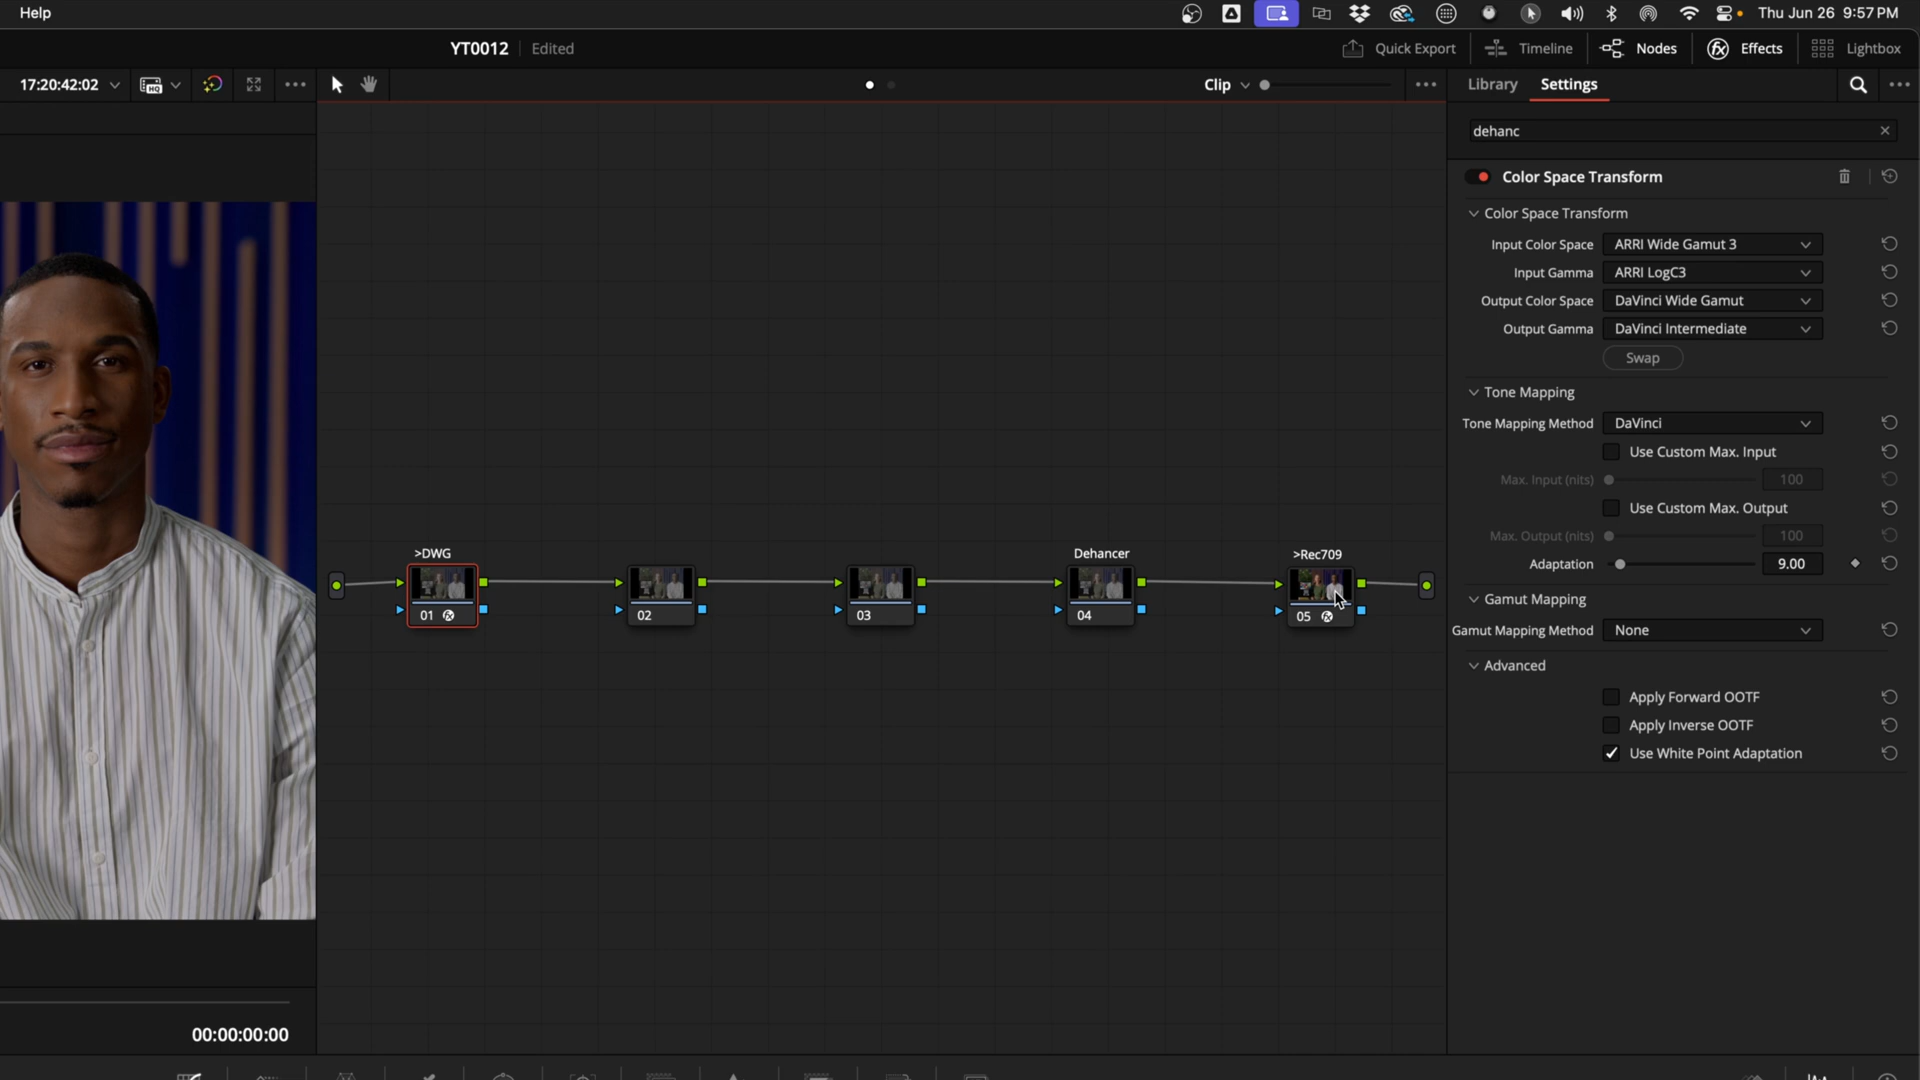 Help
Thu Jun 26 9:57 PM
YT0012
Edited
Quick Export
Timeline
Nodes
Effects
Lightbox
17:20:42:02
HQ
Clip
Library
Settings
dehanc
Color Space Transform
Color Space Transform
Input Color Space
ARRI Wide Gamut 3
Input Gamma
ARRI LogC3
Output Color Space
DaVinci Wide Gamut
Output Gamma
DaVinci Intermediate
Swap
Tone Mapping
Tone Mapping Method
DaVinci
Use Custom Max. Input
Max. Input (nits)
100
Use Custom Max. Output
Max. Output (nits)
100
Adaptation
9.00
Gamut Mapping
Gamut Mapping Method
None
Advanced
Apply Forward OOTF
Apply Inverse OOTF
Use White Point Adaptation
>DWG
Dehancer
>Rec709
01
02
03
04
05
00:00:00:00